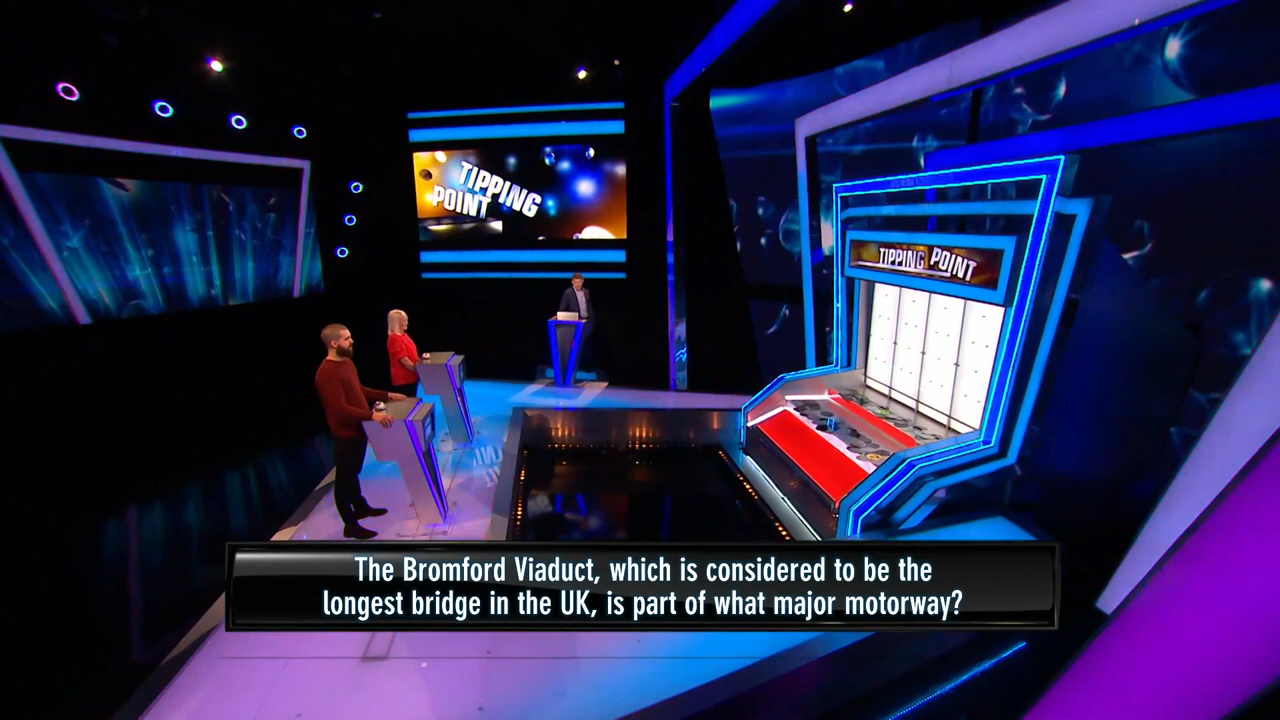 TIPPING
POINT
TIPPING POINT
The Bromford Viaduct, which is considered to be the
longest bridge in the UK, is part of what major motorway?